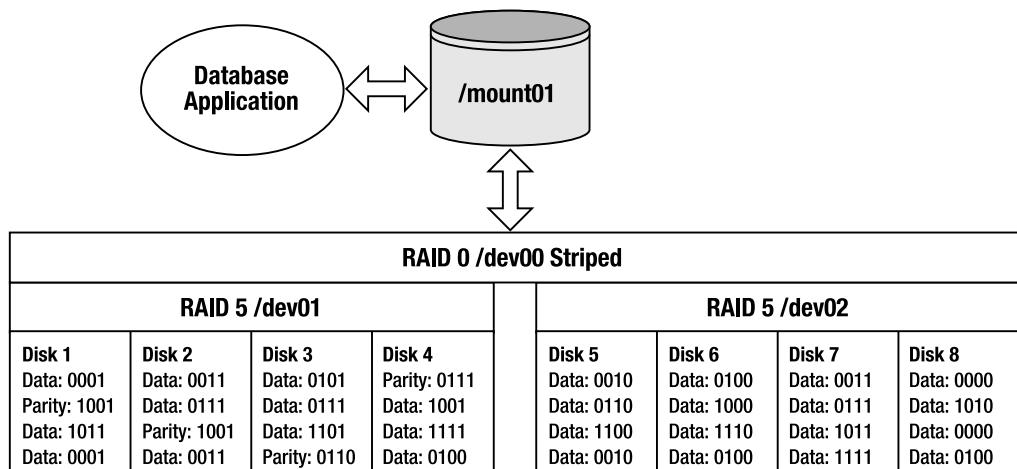 Database
Application
/mount01
RAID 0 /dev00 Striped
RAID 5 /dev01
RAID 5 /dev02
Disk 1
Data: 0001
Parity: 1001
Data: 1011
Data: 0001
Disk 2
Data: 0011
Data: 0111
Parity: 1001
Data: 0011
Disk 3
Data: 0101
Data: 0111
Data: 1101
Parity: 0110
Disk 4
Parity: 0111
Data: 1001
Data: 1111
Data: 0100
Disk 5
Data: 0010
Data: 0110
Data: 1100
Data: 0010
Disk 6
Data: 0100
Data: 1000
Data: 1110
Data: 0100
Disk 7
Data: 0011
Data: 0111
Data: 1011
Data: 1111
Disk 8
Data: 0000
Data: 1010
Data: 0000
Data: 0100